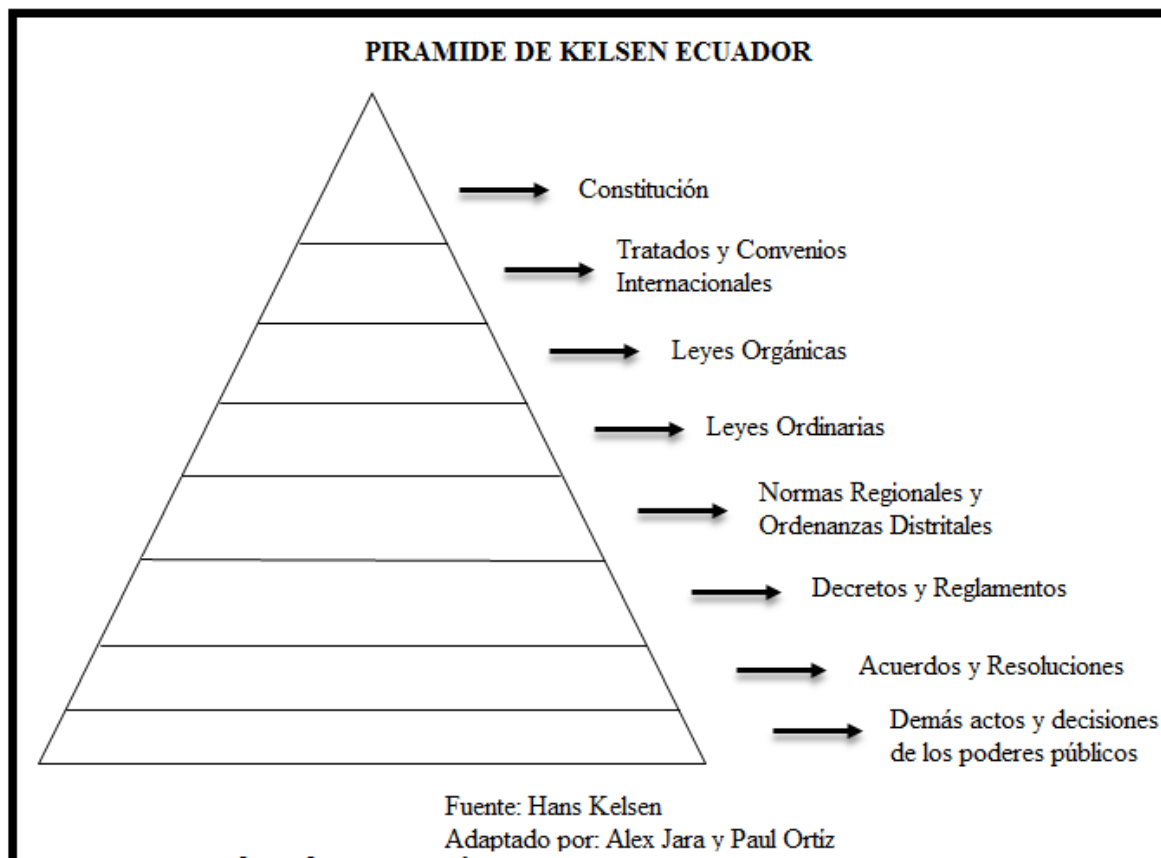 PIRAMIDE DE KELSEN ECUADOR
Constitución
Tratados y Convenios
Internacionales
Leyes Orgánicas
Leyes Ordinarias
Normas Regionales y
Ordenanzas Distritales
Decretos y Reglamentos
Acuerdos y Resoluciones
Demás actos y decisiones
de los poderes públicos
Fuente: Hans Kelsen
Adaptado por: Alex Jara y Paul Ortíz